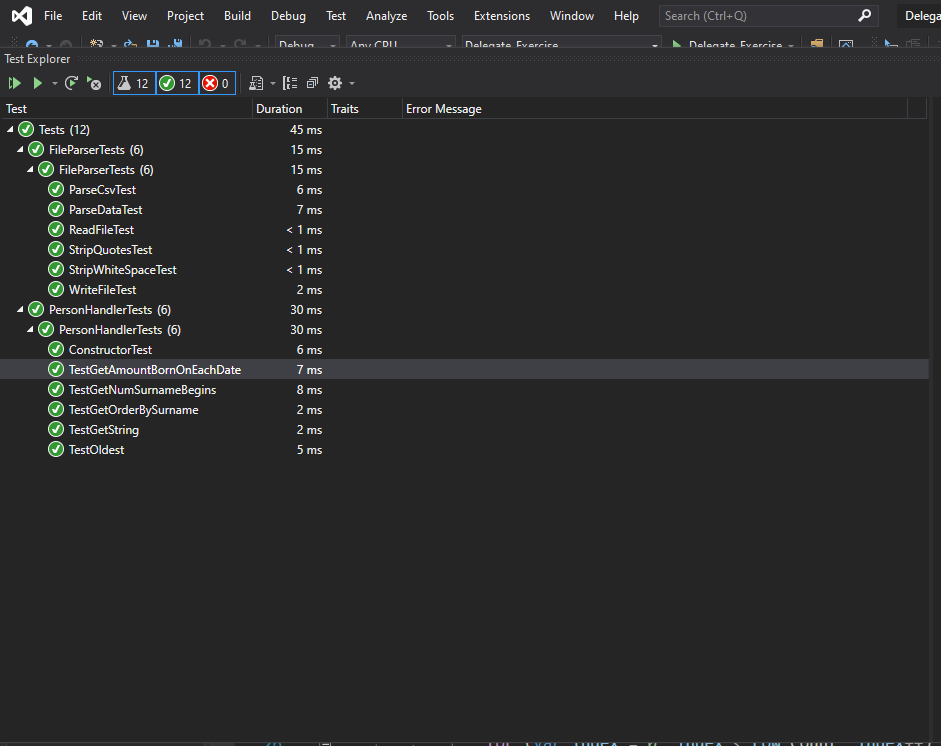 File Edit View Project Build Debug Test Analyze Tools Extensions Window Help Search (Ctrl+Q) Delega
Debug Any CPU Delegate Exercise Delegate Exercise
Test Explorer
12 12 0
Test Duration Traits Error Message
Tests (12) 45 ms
FileParserTests (6) 15 ms
FileParserTests (6) 15 ms
ParseCsvTest 6 ms
ParseDataTest 7 ms
ReadFileTest < 1 ms
StripQuotesTest < 1 ms
StripWhiteSpaceTest < 1 ms
WriteFileTest 2 ms
PersonHandlerTests (6) 30 ms
PersonHandlerTests (6) 30 ms
ConstructorTest 6 ms
TestGetAmountBornOnEachDate 7 ms
TestGetNumSurnameBegins 8 ms
TestGetOrderBySurname 2 ms
TestGetString 2 ms
TestOldest 5 ms